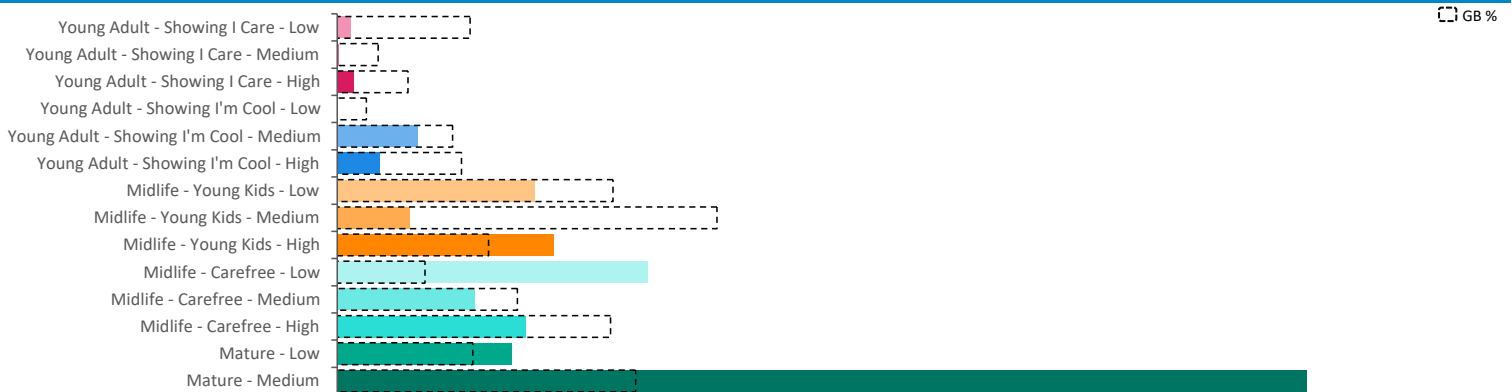 GB %
Young Adult - Showing I Care - Low
Young Adult - Showing I Care - Medium
Young Adult - Showing I Care - High
Young Adult - Showing I'm Cool - Low
Young Adult - Showing I'm Cool - Medium
Young Adult - Showing I'm Cool - High
Midlife - Young Kids - Low
Midlife - Young Kids - Medium
Midlife - Young Kids - High
Midlife - Carefree - Low
Midlife - Carefree - Medium
Midlife - Carefree - High
Mature - Low
Mature - Medium